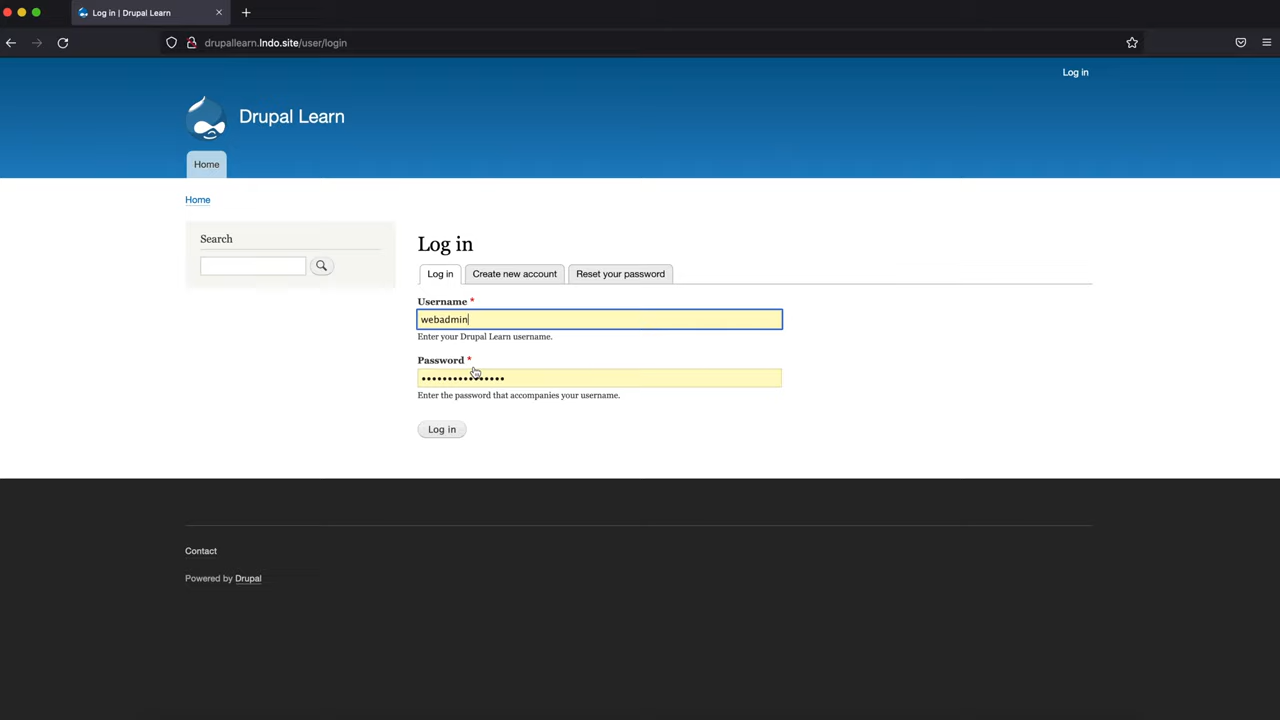 Log in | Drupal Learn
drupallearn.lndo.site/user/login
Log in
Drupal Learn
Home
Home
Search
Log in
Log in Create new account Reset your password
Username *
webadmin
Enter your Drupal Learn username.
Password *
Enter the password that accompanies your username.
Log in
Contact
Powered by Drupal